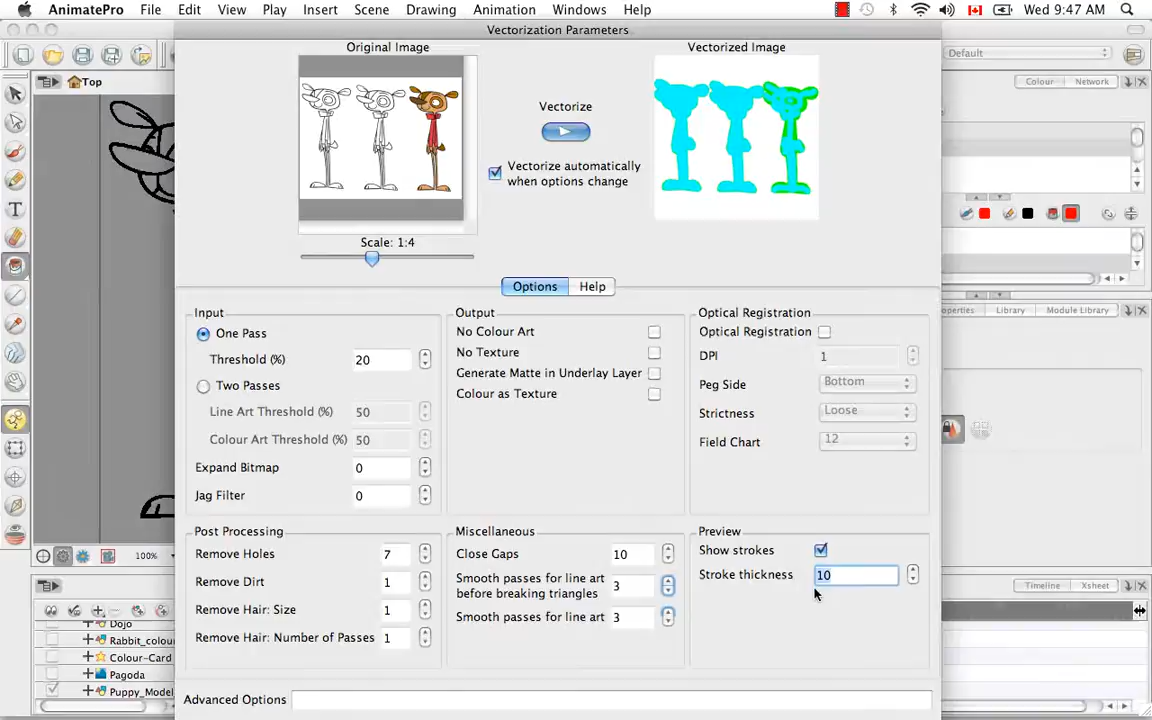 AnimatePro File Edit View Play Insert Scene Drawing Animation Windows Help Wed 9:47 AM
Vectorization Parameters
Original Image
Vectorized Image
Default
Top
Colour Network
Vectorize
Vectorize automatically
when options change
Scale: 1:4
Options Help
operties Library Module Library
Input
One Pass
Threshold (%) 20
Two Passes
Line Art Threshold (%) 50
Colour Art Threshold (%) 50
Expand Bitmap 0
Jag Filter 0
Output
No Colour Art
No Texture
Generate Matte in Underlay Layer
Colour as Texture
Optical Registration
Optical Registration
DPI 1
Peg Side Bottom
Strictness Loose
Field Chart 12
T
100%
Post Processing
Remove Holes 7
Remove Dirt 1
Remove Hair: Size 1
Remove Hair: Number of Passes 1
Miscellaneous
Close Gaps 10
Smooth passes for line art
before breaking triangles 3
Smooth passes for line art 3
Preview
Show strokes
Stroke thickness 10
Timeline Xsheet
Dojo
Rabbit_colou
Colour-Card
Pagoda
Puppy_Model
Advanced Options